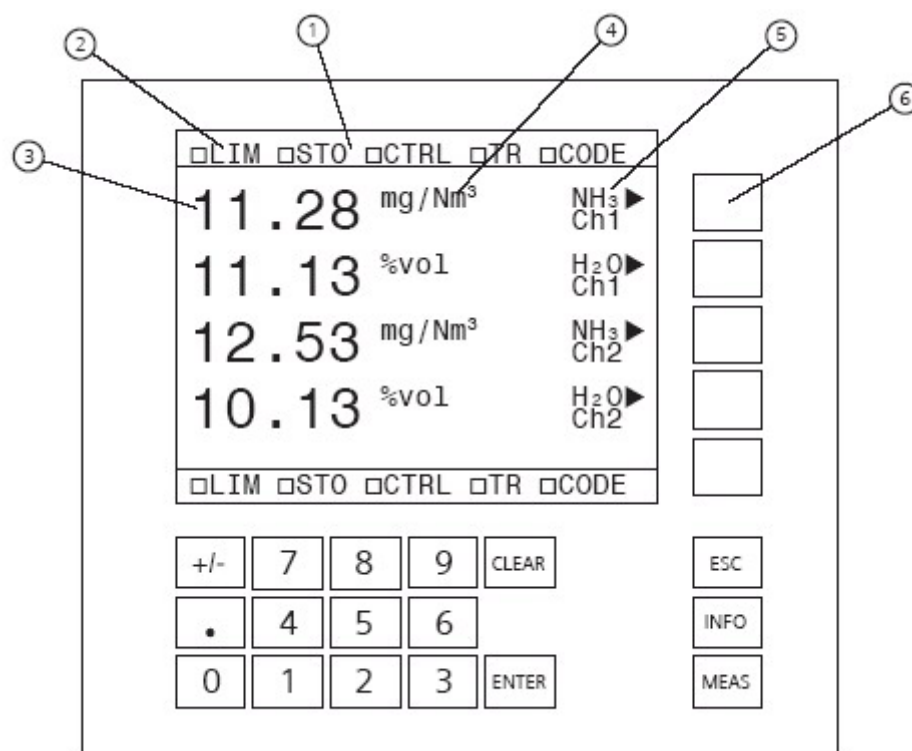 ① ④
② ⑤
⑥
③ □LIM □STO □CTRL □TR □CODE
11.28 mg/Nm³ NH₃▶
Ch1
11.13 %vol H₂O▶
Ch1
12.53 mg/Nm³ NH₃▶
Ch2
10.13 %vol H₂O▶
Ch2
□LIM □STO □CTRL □TR □CODE
+/- 7 8 9 CLEAR ESC
. 4 5 6 INFO
0 1 2 3 ENTER MEAS